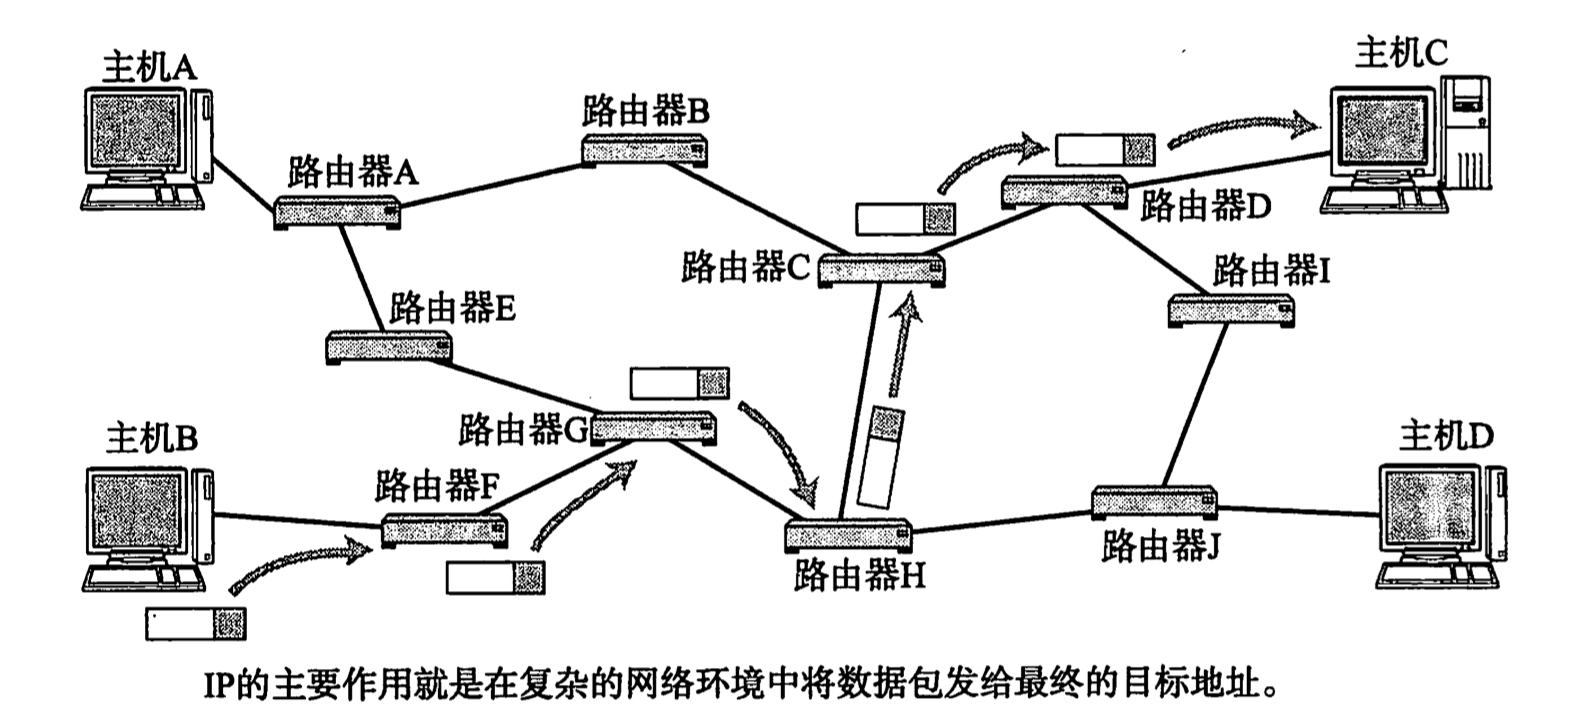 主机A
主机C
路由器B
路由器A
路由器D
路由器C
路由器I
路由器E
主机B
路由器G
主机D
路由器F
路由器J
路由器H
IP的主要作用就是在复杂的网络环境中将数据包发给最终的目标地址。